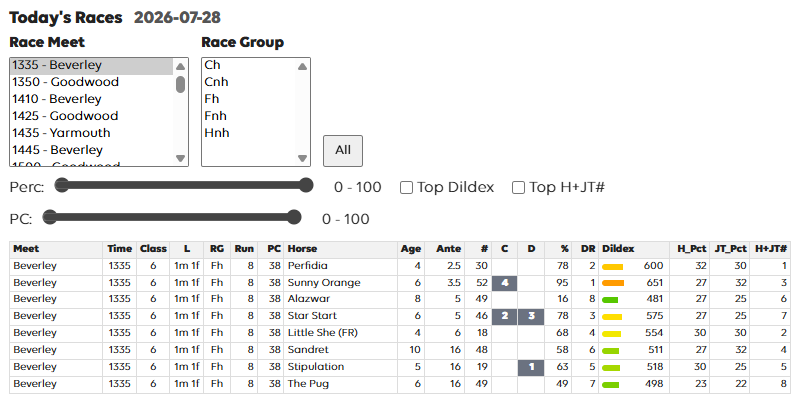 Today's Races 2026-07-28
Race Meet Race Group
1335 - Beverley
1350 - Goodwood
1410 - Beverley
1425 - Goodwood
1435 - Yarmouth
1445 - Beverley
1500 - Goodwood
Ch
Cnh
Fh
Fnh
Hnh
All
Perc: 0 - 100 Top Dildex Top H+JT#
PC: 0 - 100
Meet Time Class L RG Run PC Horse Age Ante # C D % DR Dildex H_Pct JT_Pct H+JT#
Beverley 1335 6 1m 1f Fh 8 38 Perfidia 4 2.5 30 78 2 600 32 30 1
Beverley 1335 6 1m 1f Fh 8 38 Sunny Orange 6 3.5 52 4 95 1 651 27 32 3
Beverley 1335 6 1m 1f Fh 8 38 Alazwar 8 5 49 16 8 481 27 25 6
Beverley 1335 6 1m 1f Fh 8 38 Star Start 6 5 46 2 3 78 3 575 27 25 7
Beverley 1335 6 1m 1f Fh 8 38 Little She (FR) 4 6 18 68 4 554 30 30 2
Beverley 1335 6 1m 1f Fh 8 38 Sandret 10 16 48 58 6 511 27 32 4
Beverley 1335 6 1m 1f Fh 8 38 Stipulation 5 16 19 1 63 5 518 30 25 5
Beverley 1335 6 1m 1f Fh 8 38 The Pug 6 16 49 49 7 498 23 22 8